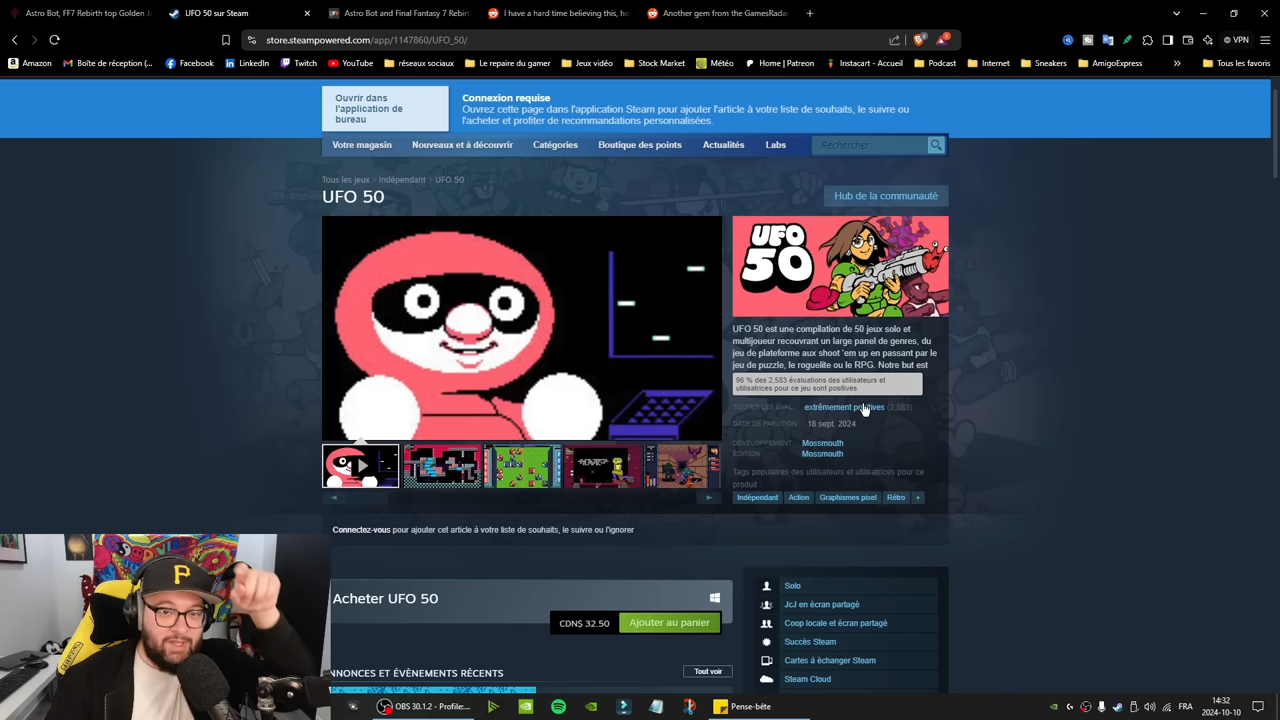 Astro Bot, FF7 Rebirth top Golden J
UFO 50 sur Steam
Astro Bot and Final Fantasy 7 Rebirt
I have a hard time believing this, ho
Another gem from the GamesRadar
store.steampowered.com/app/1147860/UFO_50/
VPN
Amazon
Boîte de réception (...
Facebook
LinkedIn
Twitch
YouTube
réseaux sociaux
Le repaire du gamer
Jeux vidéo
Stock Market
Météo
Home | Patreon
Instacart - Accueil
Podcast
Internet
Sneakers
AmigoExpress
Tous les favoris
Ouvrir dans
l'application de
bureau
Connexion requise
Ouvrez cette page dans l'application Steam pour ajouter l'article à votre liste de souhaits, le suivre ou
l'acheter et profiter de recommandations personnalisées.
Votre magasin
Nouveaux et à découvrir
Catégories
Boutique des points
Actualités
Labs
Rechercher
Tous les jeux > Indépendant > UFO 50
UFO 50
Hub de la communauté
UFO
50
UFO 50 est une compilation de 50 jeux solo et
multijoueur recouvrant un large panel de genres, du
jeu de plateforme aux shoot 'em up en passant par le
jeu de puzzle, le roguelite ou le RPG. Notre but est
96 % des 2,583 évaluations des utilisateurs et
utilisatrices pour ce jeu sont positives.
TOUTES LES ÉVAL. :
extrêmement positives (2,583)
DATE DE PARUTION :
18 sept. 2024
DÉVELOPPEMENT :
Mossmouth
ÉDITION :
Mossmouth
Tags populaires des utilisateurs et utilisatrices pour ce
produit :
Indépendant
Action
Graphismes pixel
Rétro
+
Connectez-vous pour ajouter cet article à votre liste de souhaits, le suivre ou l'ignorer
Acheter UFO 50
CDN$ 32.50
Ajouter au panier
Solo
JcJ en écran partagé
Coop locale et écran partagé
Succès Steam
Cartes à échanger Steam
Steam Cloud
NNONCES ET ÉVÈNEMENTS RÉCENTS
Tout voir
P
OBS 30.1.2 - Profile:...
Pense-bête
FRA
14:32
2024-10-10